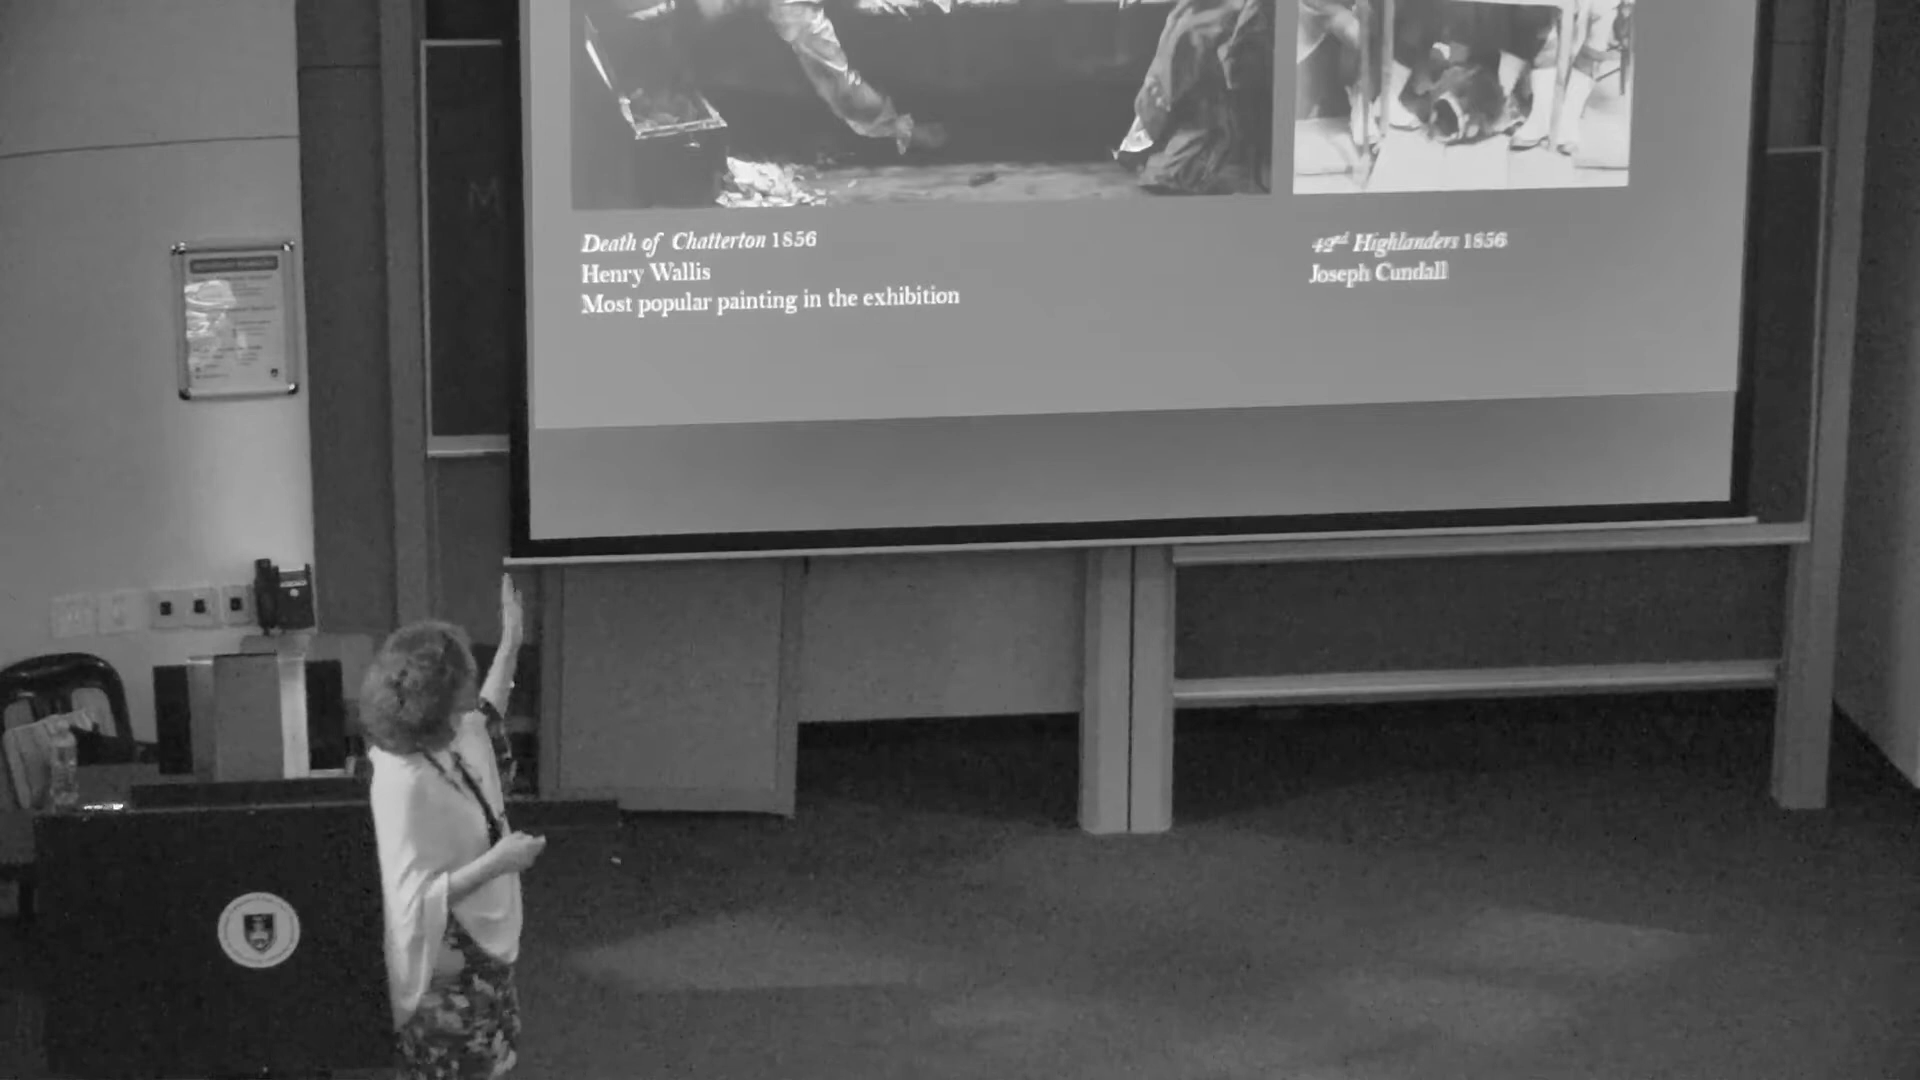 Death of Chatterton 1856
Henry Wallis
Most popular painting in the exhibition
42nd Highlanders 1856
Joseph Cundall